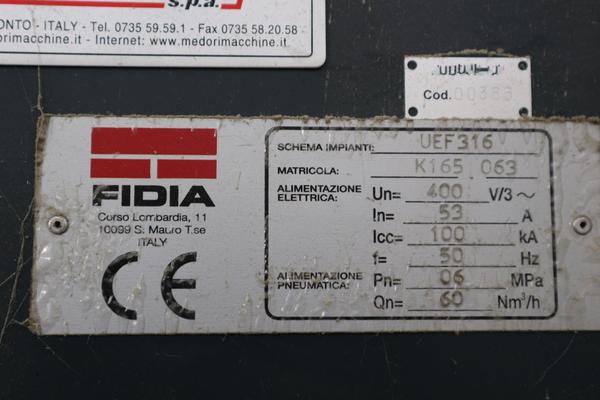 s.p.a.
ONTO - ITALY - Tel. 0735 59.59.1 - Fax 0735 58.20.58
dorimacchine.it - Internet: www.medorimacchine.it
Cod. 00383
FIDIA
Corso Lombardia, 11
10099 S. Mauro T.se
ITALY
CE
SCHEMA IMPIANTI: UEF316
MATRICOLA: K165 063
ALIMENTAZIONE ELETTRICA: Un= 400 V/3 ~
In= 53 A
Icc= 100 kA
f= 50 Hz
ALIMENTAZIONE PNEUMATICA: Pn= 06 MPa
Qn= 60 Nm³/h